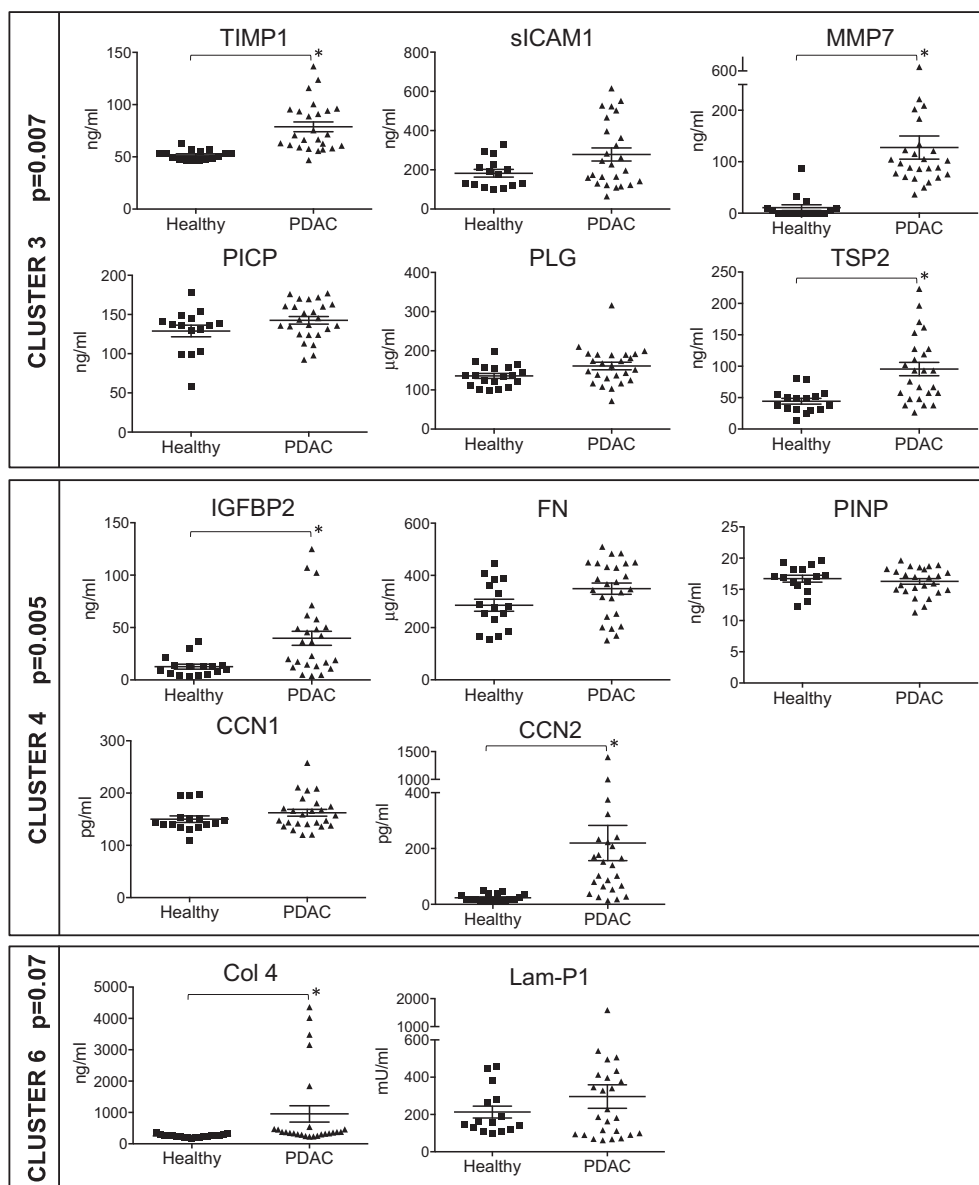 CLUSTER 3 p=0.007
TIMP1
*
ng/ml
150
100
50
0
Healthy PDAC
sICAM1
ng/ml
800
600
400
200
0
Healthy PDAC
MMP7
*
ng/ml
600
200
100
0
Healthy PDAC
PICP
ng/ml
200
150
100
50
0
Healthy PDAC
PLG
µg/ml
400
300
200
100
0
Healthy PDAC
TSP2
*
ng/ml
250
200
150
100
50
0
Healthy PDAC
CLUSTER 4 p=0.005
IGFBP2
*
ng/ml
150
100
50
0
Healthy PDAC
FN
µg/ml
600
400
200
0
Healthy PDAC
PINP
ng/ml
25
20
15
10
5
0
Healthy PDAC
CCN1
pg/ml
300
200
100
0
Healthy PDAC
CCN2
*
pg/ml
1500
1000
400
200
0
Healthy PDAC
CLUSTER 6 p=0.07
Col 4
*
ng/ml
5000
4000
3000
2000
1000
0
Healthy PDAC
Lam-P1
mU/ml
2000
1000
600
400
200
0
Healthy PDAC